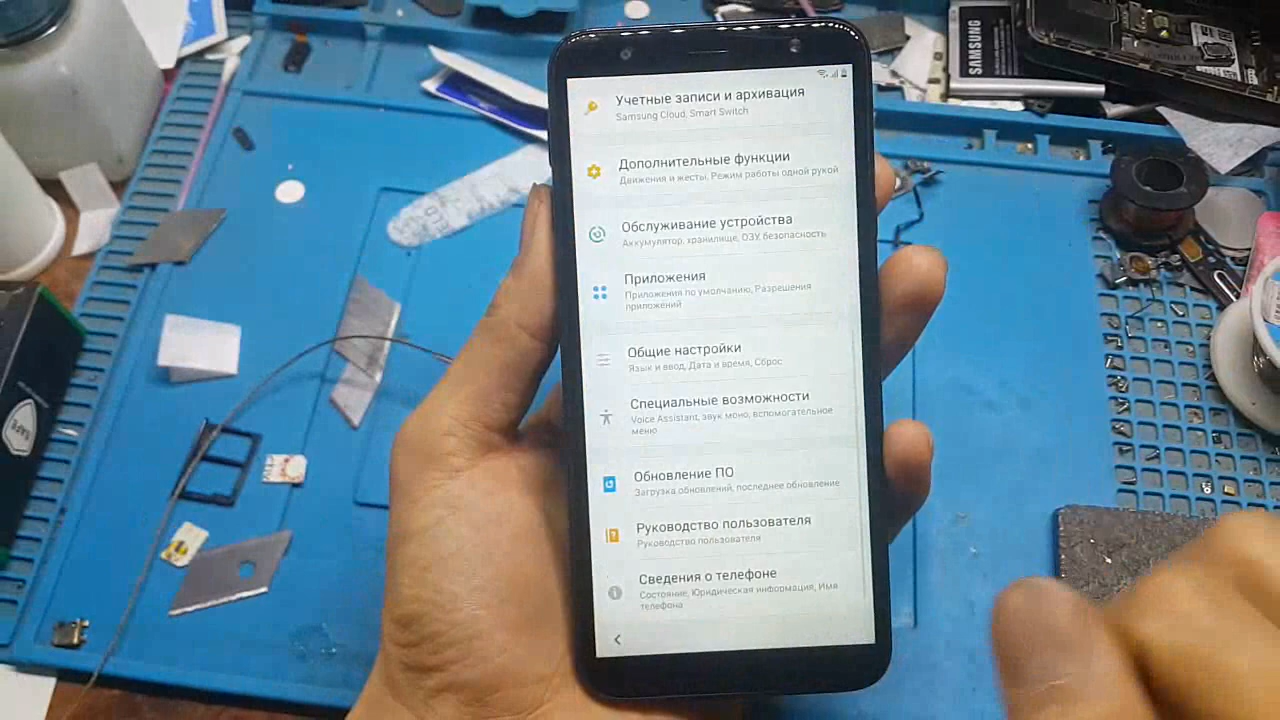 SAMSUNG
Учетные записи и архивация
Samsung Cloud, Smart Switch
Дополнительные функции
Движения и жесты, Режим работы одной рукой
Обслуживание устройства
Аккумулятор, хранилище, ОЗУ, безопасность
Приложения
Приложения по умолчанию, Разрешения
приложений
Общие настройки
Язык и ввод, Дата и время, Сброс
Специальные возможности
Voice Assistant, звук моно, вспомогательное
меню
Обновление ПО
Загрузка обновлений, последнее обновление
Руководство пользователя
Руководство пользователя
Сведения о телефоне
Состояние, Юридическая информация, Имя
телефона
SAFE